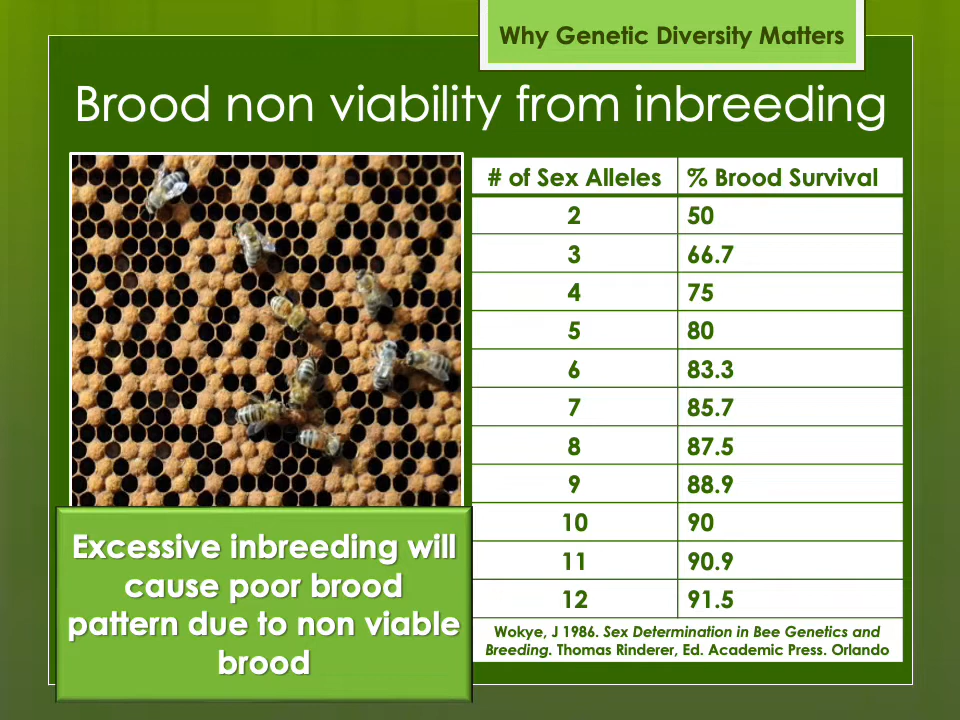 Why Genetic Diversity Matters
Brood non viability from inbreeding
# of Sex Alleles % Brood Survival
2 50
3 66.7
4 75
5 80
6 83.3
7 85.7
8 87.5
9 88.9
10 90
11 90.9
12 91.5
Wokye, J 1986. Sex Determination in Bee Genetics and
Breeding. Thomas Rinderer, Ed. Academic Press. Orlando
Excessive inbreeding will
cause poor brood
pattern due to non viable
brood